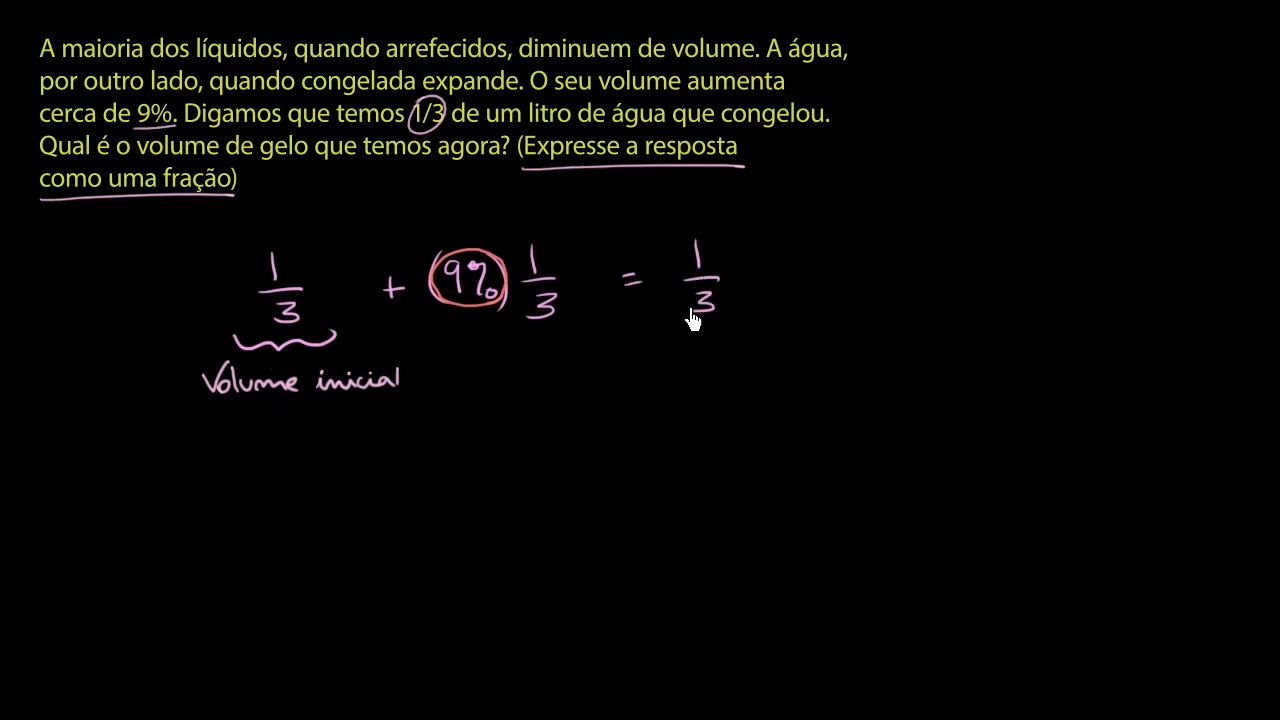 A maioria dos líquidos, quando arrefecidos, diminuem de volume. A água,
por outro lado, quando congelada expande. O seu volume aumenta
cerca de 9%. Digamos que temos 1/3 de um litro de água que congelou.
Qual é o volume de gelo que temos agora? (Expresse a resposta
como uma fração)
1/3 + (9%) 1/3 = 1/3
Volume inicial